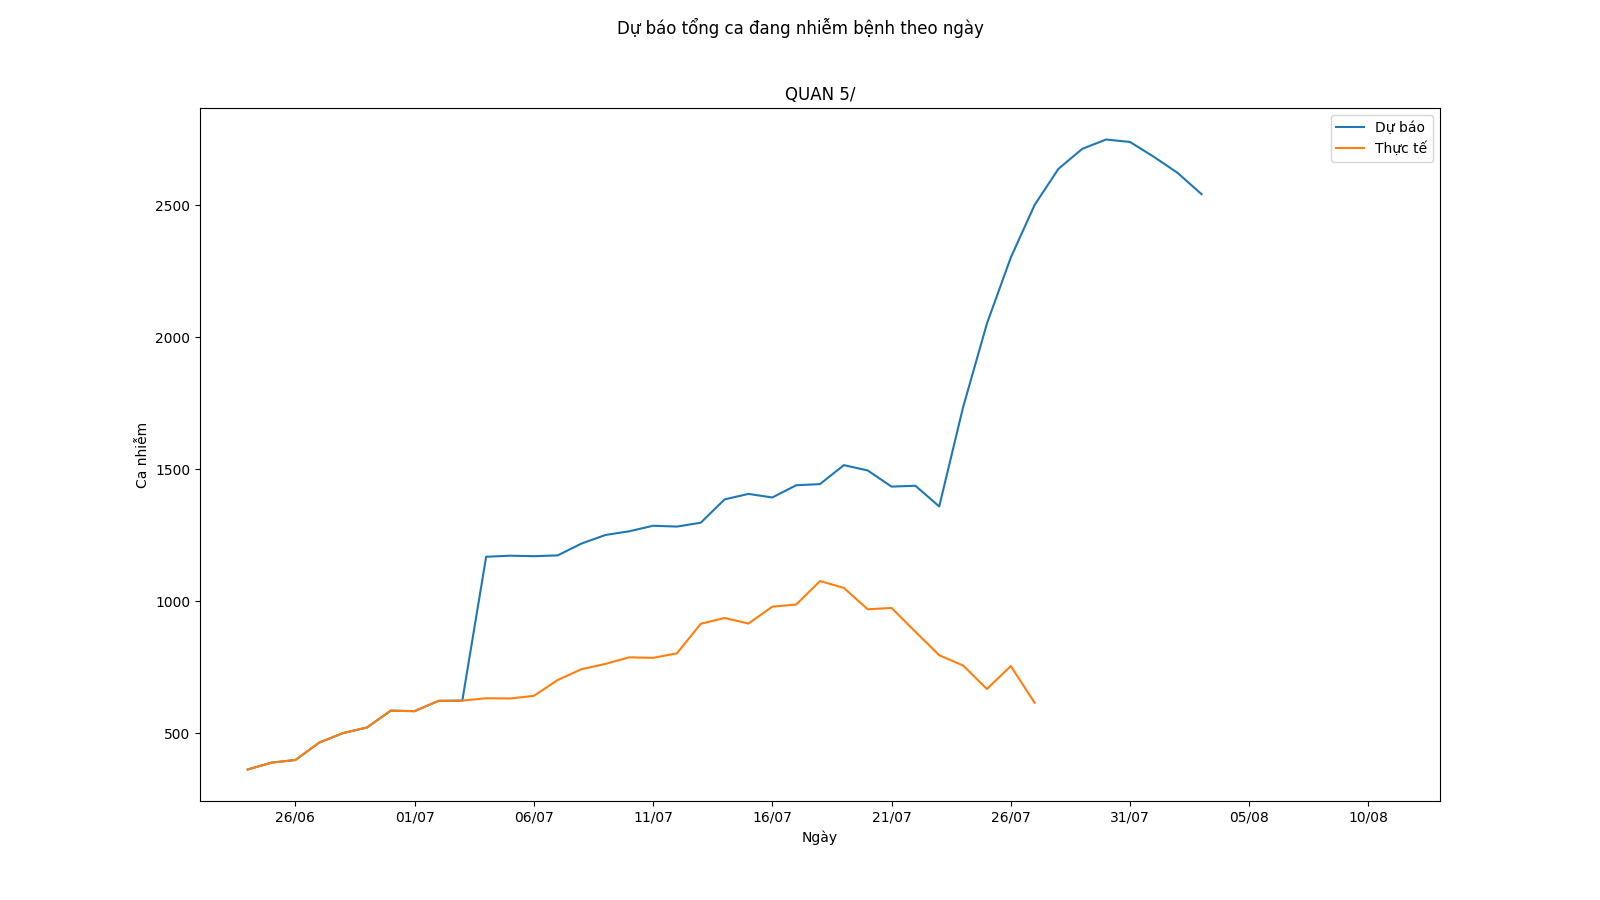 Dự báo tổng ca đang nhiễm bệnh theo ngày
QUAN 5/
Dự báo
Thực tế
Ca nhiễm
2500
2000
1500
1000
500
26/06 01/07 06/07 11/07 16/07 21/07 26/07 31/07 05/08 10/08
Ngày